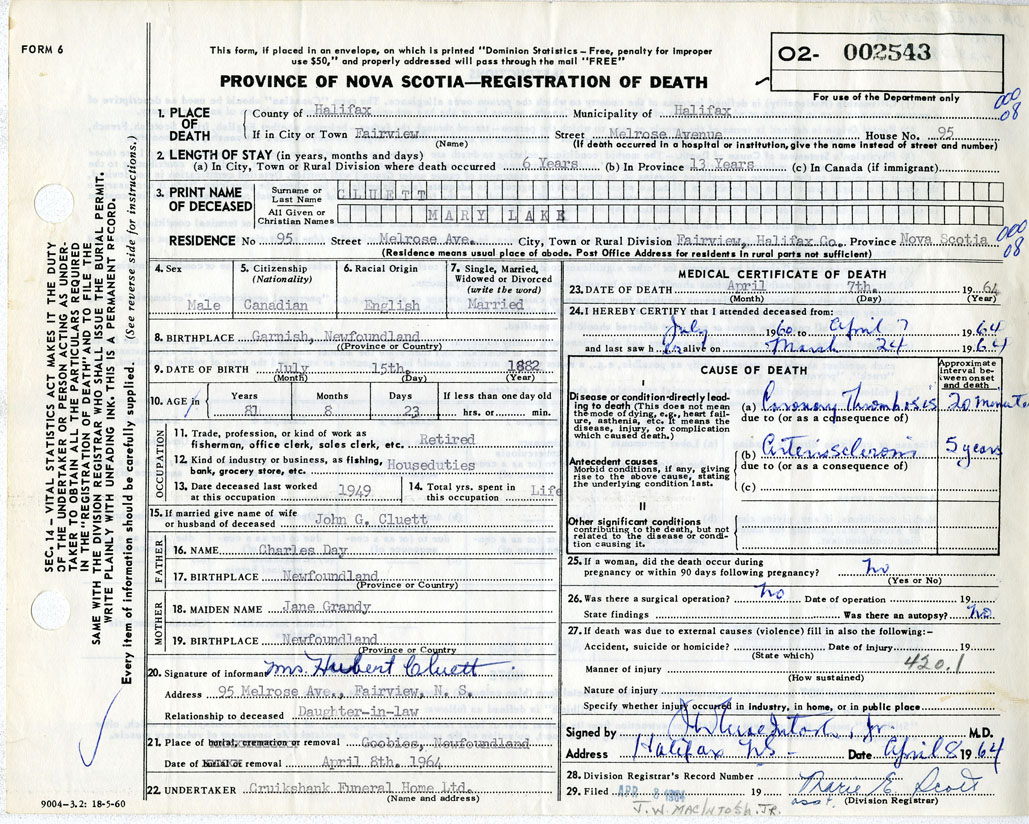 FORM 6
This form, if placed in an envelope, on which is printed "Dominion Statistics – Free, penalty for improper
use $50," and properly addressed will pass through the mail "FREE"
PROVINCE OF NOVA SCOTIA—REGISTRATION OF DEATH
02- 002543
For use of the Department only
000
08
1. PLACE OF DEATH
County of Halifax Municipality of Halifax
If in City or Town Fairview Street Melrose Avenue House No. 95
(Name) (If death occurred in a hospital or institution, give the name instead of street and number)
2. LENGTH OF STAY (in years, months and days)
(a) In City, Town or Rural Division where death occurred 6 Years (b) In Province 13 Years (c) In Canada (if immigrant)
3. PRINT NAME OF DECEASED
Surname or Last Name CLUETT
All Given or Christian Names MARY LAKE
RESIDENCE No 95 Street Melrose Ave. City, Town or Rural Division Fairview, Halifax Co. Province Nova Scotia
000
08
(Residence means usual place of abode. Post Office Address for residents in rural parts not sufficient)
4. Sex
Male
5. Citizenship (Nationality)
Canadian
6. Racial Origin
English
7. Single, Married, Widowed or Divorced (write the word)
Married
8. BIRTHPLACE Garnish, Newfoundland
(Province or Country)
9. DATE OF BIRTH July 15th. 1882
(Month) (Day) (Year)
10. AGE in Years Months Days If less than one day old
81 8 23 hrs. or min.
OCCUPATION
11. Trade, profession, or kind of work as
fishermen, office clerk, sales clerk, etc. Retired
12. Kind of industry or business, as fishing,
bank, grocery store, etc. Houseduties
13. Date deceased last worked
at this occupation 1949
14. Total yrs. spent in
this occupation Life
15. If married give name of wife
or husband of deceased John G. Cluett
FATHER
16. NAME Charles Day
17. BIRTHPLACE Newfoundland
(Province or Country)
MOTHER
18. MAIDEN NAME Jane Grandy
19. BIRTHPLACE Newfoundland
(Province or Country)
20. Signature of informant Mrs. Hubert Cluett
Address 95 Melrose Ave., Fairview, N. S.
Relationship to deceased Daughter-in-law
21. Place of burial, cremation or removal Goobies, Newfoundland
Date of burial or removal April 8th. 1964
22. UNDERTAKER Cruikshank Funeral Home Ltd.
(Name and address)
MEDICAL CERTIFICATE OF DEATH
23. DATE OF DEATH April 7th. 1964
(Month) (Day) (Year)
24. I HEREBY CERTIFY that I attended deceased from:
July 1960 to April 7 1964
and last saw her alive on March 24 1964
CAUSE OF DEATH
Approximate interval between onset and death
I
Disease or condition directly leading to death (This does not mean the mode of dying, e.g., heart failure, asthenia, etc. It means the disease, injury, or complication which caused death.)
(a) Coronary Thrombosis 20 minutes
due to (or as a consequence of)
Antecedent causes
Morbid conditions, if any, giving rise to the above cause, stating the underlying condition last.
(b) Arteriosclerosis 5 years
due to (or as a consequence of)
(c)
II
Other significant conditions
contributing to the death, but not related to the disease or condition causing it.
25. If a woman, did the death occur during
pregnancy or within 90 days following pregnancy? No
(Yes or No)
26. Was there a surgical operation? No Date of operation 19
State findings Was there an autopsy? No
27. If death was due to external causes (violence) fill in also the following:–
Accident, suicide or homicide? Date of injury 19
(State which)
420.1
Manner of injury
(How sustained)
Nature of injury
Specify whether injury occurred in industry, in home, or in public place
Signed by J W MacIntosh, Jr. M.D.
Address Halifax NS - Date April 8 1964
28. Division Registrar's Record Number
29. Filed APR 8 1964 19 Marie E. Scott
asst. (Division Registrar)
J. W. MACINTOSH. JR.
9004–3.2: 18-5-60
SEC. 14 – VITAL STATISTICS ACT MAKES IT THE DUTY
OF THE UNDERTAKER OR PERSON ACTING AS UNDER-
TAKER TO OBTAIN ALL THE PARTICULARS REQUIRED
IN THE "REGISTRATION OF DEATH" AND TO FILE THE
SAME WITH THE DIVISION REGISTRAR WHO SHALL ISSUE THE BURIAL PERMIT.
WRITE PLAINLY WITH UNFADING INK. THIS IS A PERMANENT RECORD.
Every item of information should be carefully supplied. (See reverse side for instructions.)